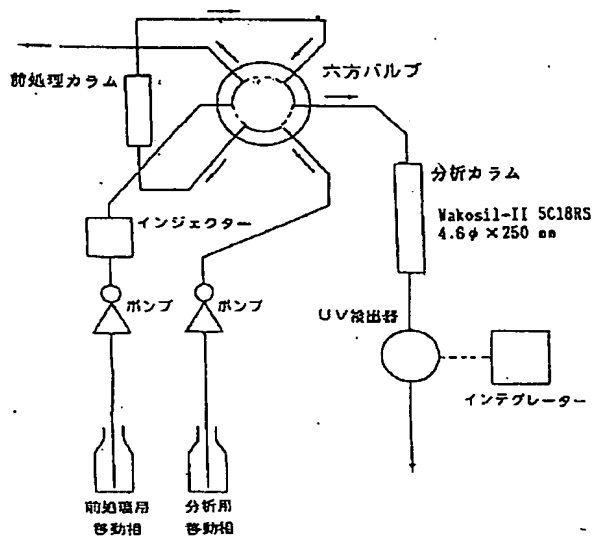 六方バルブ
前処理カラム
分析カラム
Wakosil-II 5C18RS
4.6φ×250 mm
インジェクター
ポンプ
ポンプ
UV検出器
インテグレーター
前処理用
移動相
分析用
移動相